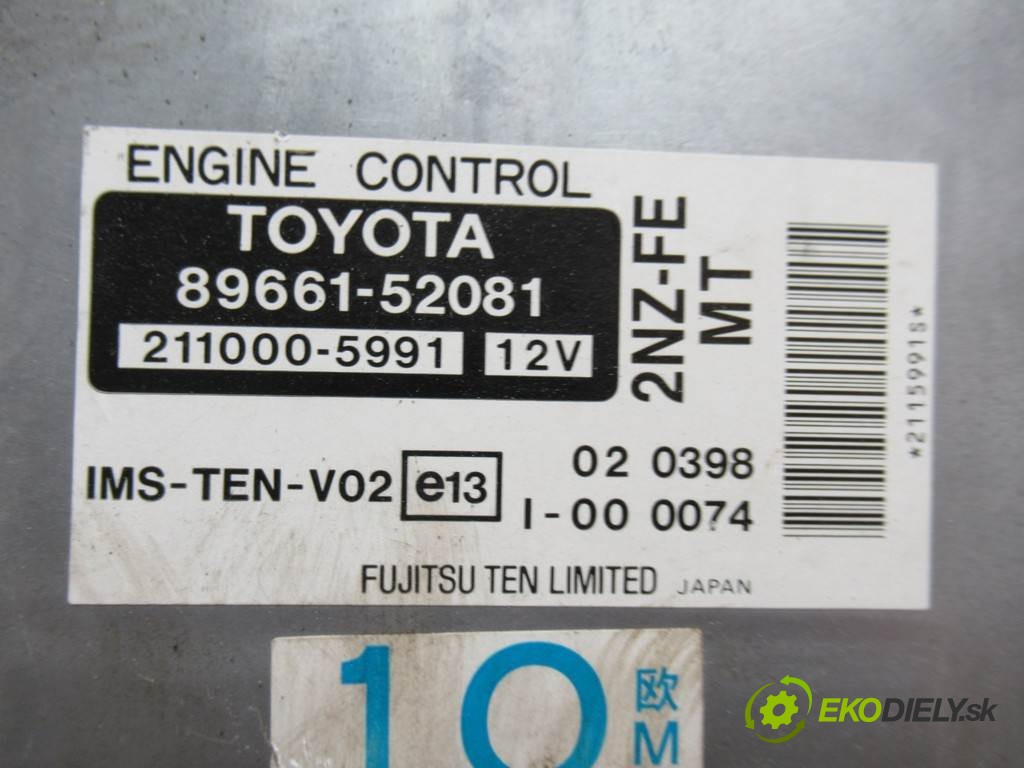 ENGINE CONTROL
TOYOTA
89661-52081
211000-5991 12V
2NZ-FE
MT
*2115991S*
IMS-TEN-V02 e13
02 0398
I-00 0074
FUJITSU TEN LIMITED JAPAN
10
欧
M
EKODIELY.sk